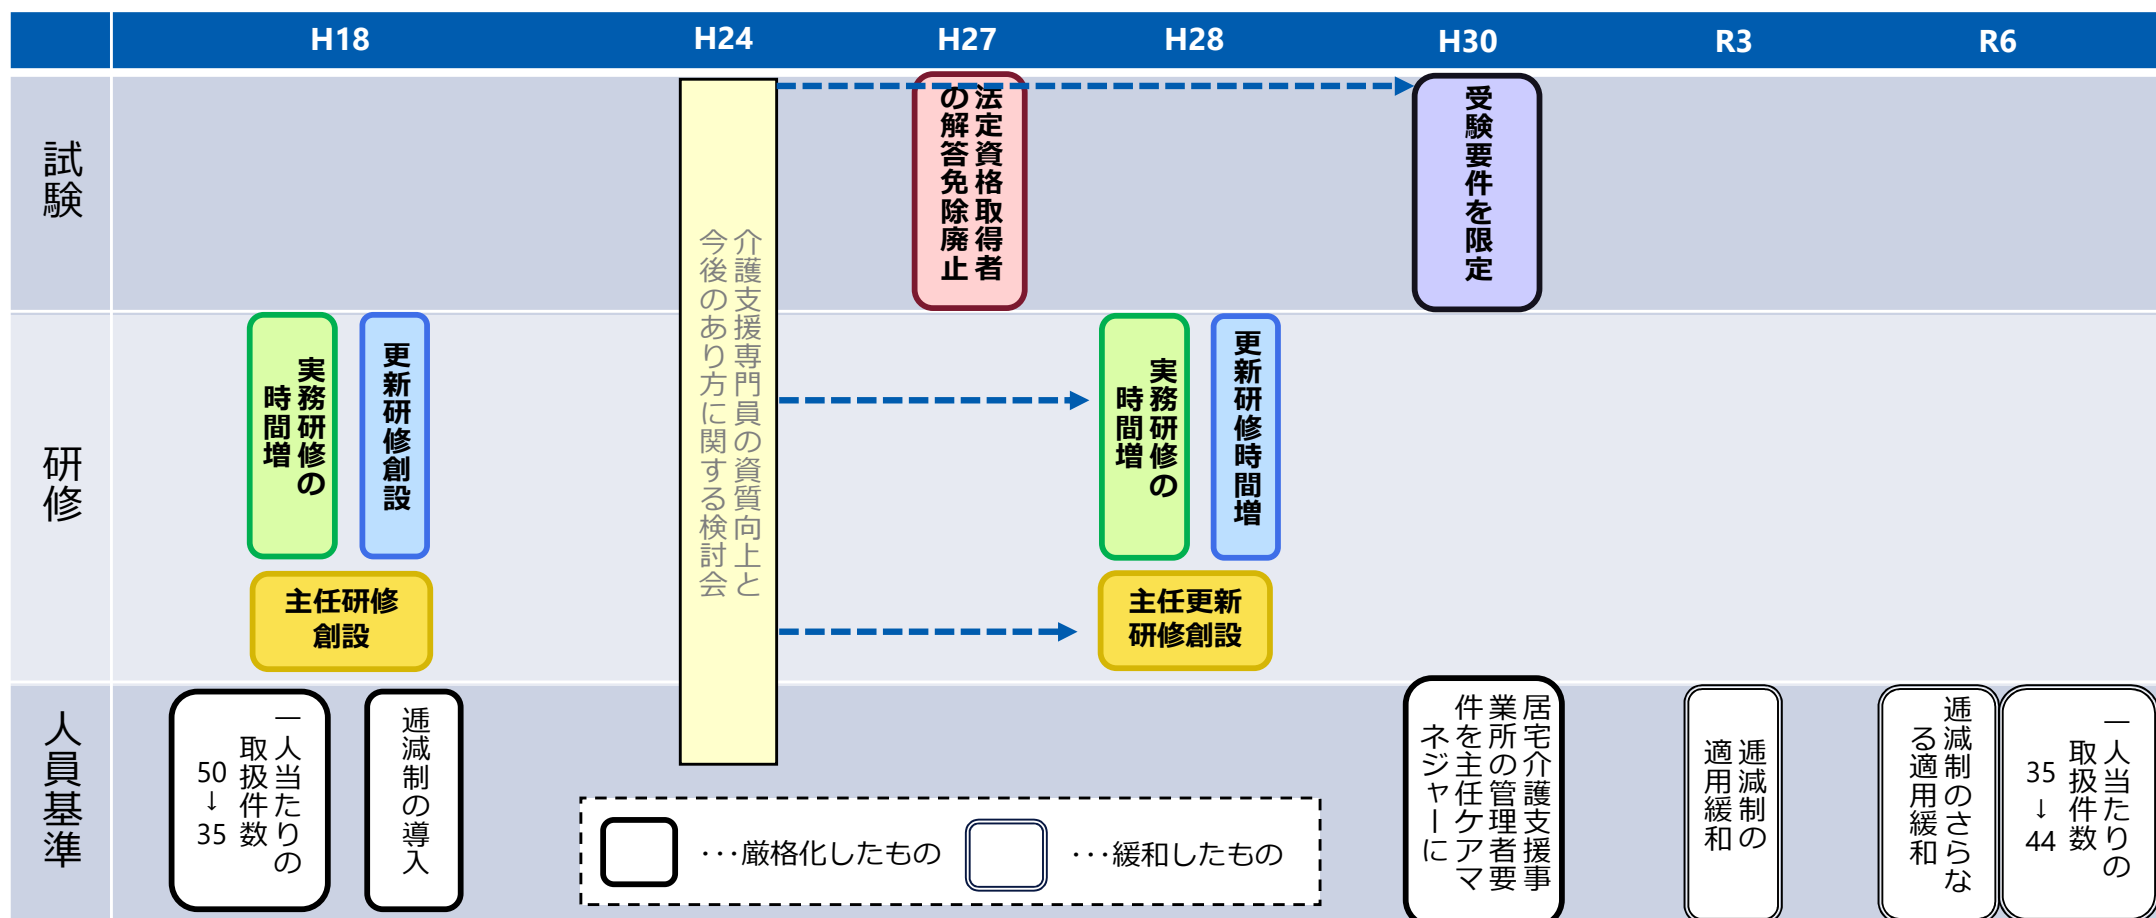 H18
H24
H27
H28
H30
R3
R6
試験
法定資格取得者
の解答免除廃止
受験要件を限定
介護支援専門員の資質向上と
今後のあり方に関する検討会
研修
実務研修の
時間増
更新研修創設
主任研修
創設
実務研修の
時間増
更新研修時間増
主任更新
研修創設
人員基準
一人当たりの
取扱件数
50
↓
35
逓減制の導入
居宅介護支援事
業所の管理者要
件を主任ケアマ
ネジャーに
逓減制の
適用緩和
逓減制のさらな
る適用緩和
一人当たりの
取扱件数
35
↓
44
･･･厳格化したもの
･･･緩和したもの